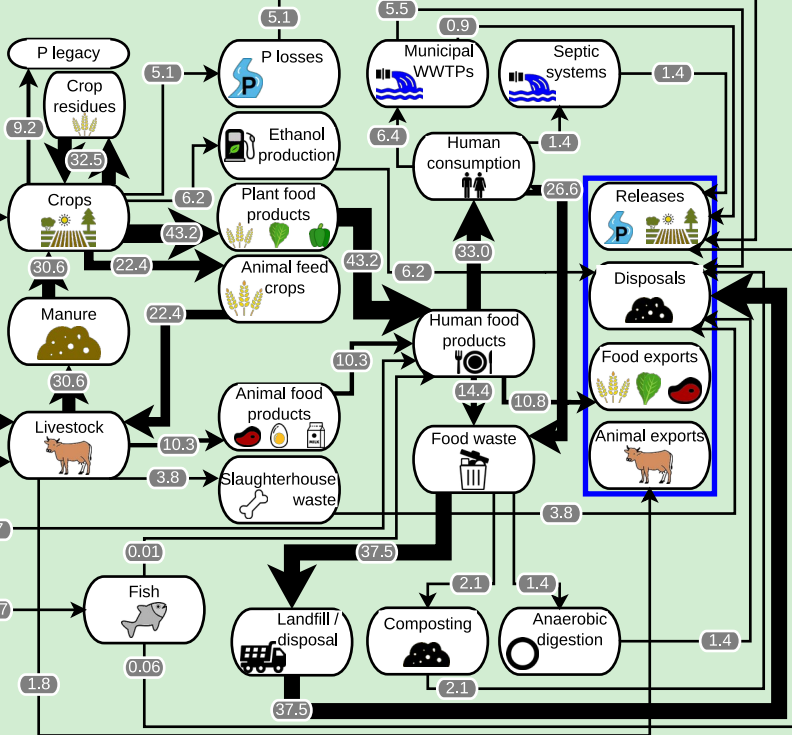 5.5
5.1
0.9
P legacy
P losses
P
Municipal
WWTPs
Septic
systems
5.1
1.4
Crop
residues
9.2
32.5
Ethanol
production
6.4
1.4
Human
consumption
6.2
26.6
Crops
Plant food
products
Releases
P
43.2
33.0
43.2
30.6
22.4
Animal feed
crops
6.2
Disposals
Manure
22.4
Human food
products
10.3
Food exports
30.6
14.4
10.8
Animal food
products
MILK
Livestock
10.3
Food waste
Animal exports
3.8
Slaughterhouse
waste
3.8
7
0.01
37.5
Fish
2.1
1.4
7
Landfill /
disposal
Composting
Anaerobic
digestion
1.4
0.06
1.8
2.1
37.5